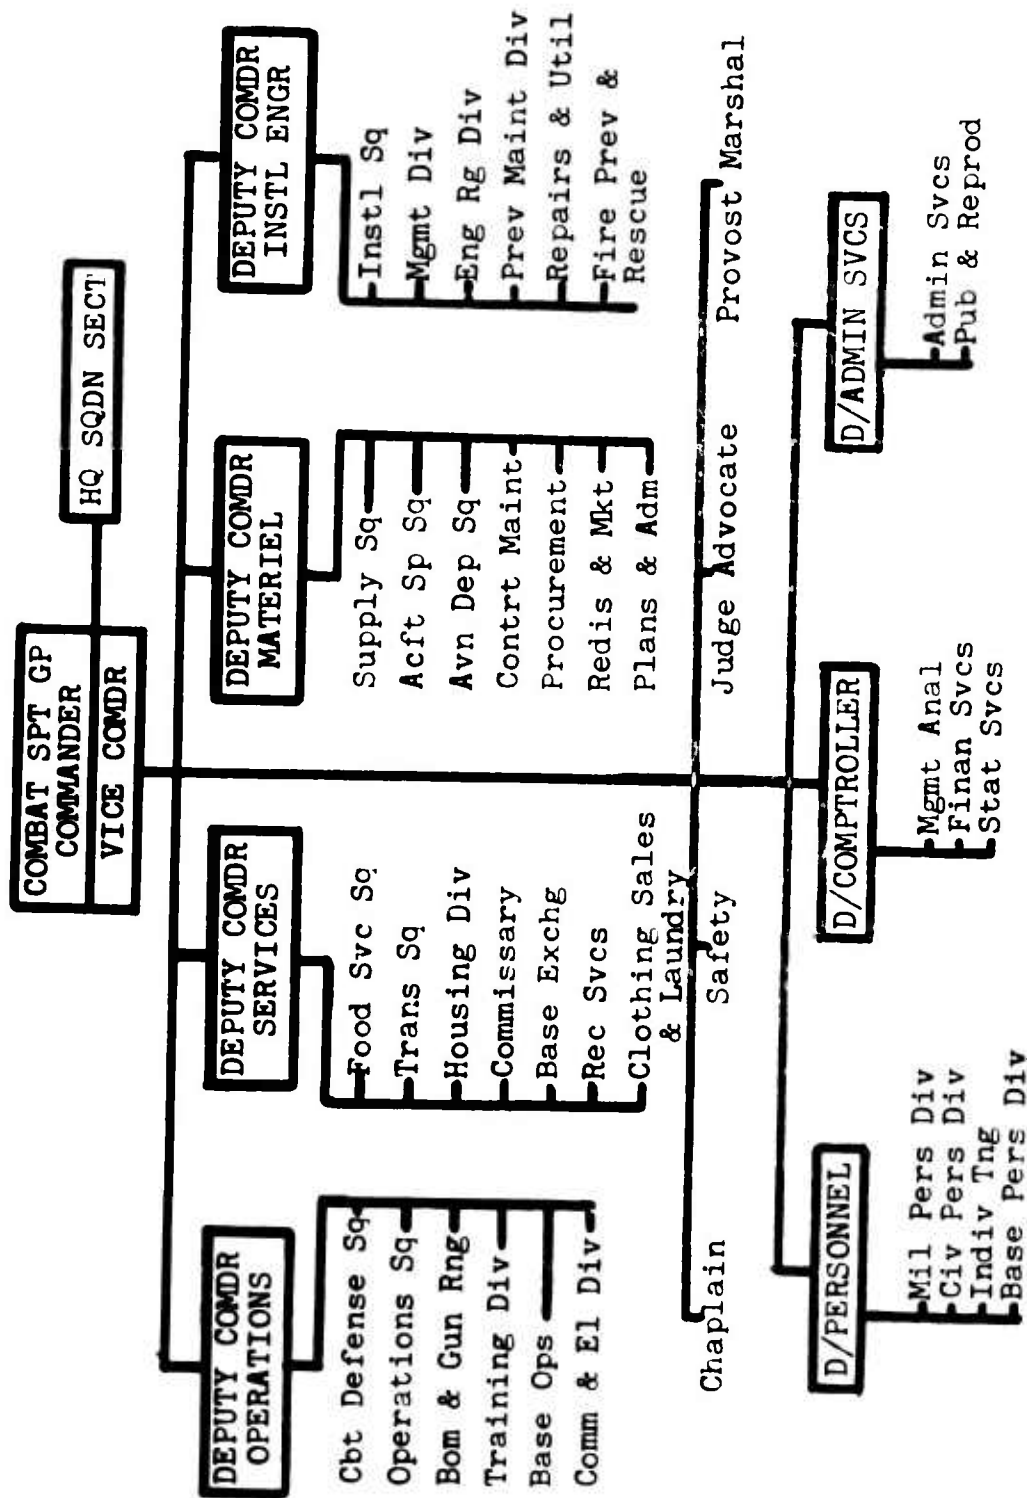 COMBAT SPT GP
COMMANDER
VICE COMDR
HQ SQDN SECT
DEPUTY COMDR
OPERATIONS
Cbt Defense Sq
Operations Sq
Bom & Gun Rng
Training Div
Base Ops
Comm & El Div
DEPUTY COMDR
SERVICES
Food Svc Sq
Trans Sq
Housing Div
Commissary
Base Exchg
Rec Svcs
Clothing Sales
& Laundry
DEPUTY COMDR
MATERIEL
Supply Sq
Acft Sp Sq
Avn Dep Sq
Contrt Maint
Procurement
Redis & Mkt
Plans & Adm
DEPUTY COMDR
INSTL ENGR
Instl Sq
Mgmt Div
Eng Rg Div
Prev Maint Div
Repairs & Util
Fire Prev &
Rescue
Chaplain
Safety
Judge Advocate
Provost Marshal
D/PERSONNEL
Mil Pers Div
Civ Pers Div
Indiv Tng
Base Pers Div
D/COMPTROLLER
Mgmt Anal
Finan Svcs
Stat Svcs
D/ADMIN SVCS
Admin Svcs
Pub & Reprod